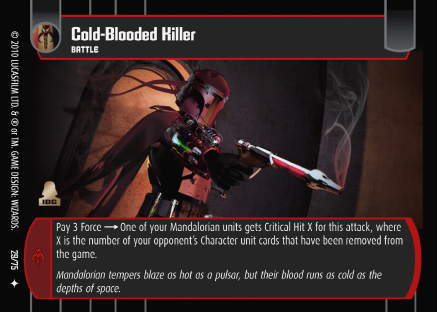 Cold-Blooded Killer
BATTLE
© 2010 LUCASFILM LTD. & ® or TM. GAME DESIGN: WIZARDS.
IDC
Pay 3 Force → One of your Mandalorian units gets Critical Hit X for this attack, where
X is the number of your opponent's Character unit cards that have been removed from
the game.
Mandalorian tempers blaze as hot as a pulsar, but their blood runs as cold as the
depths of space.